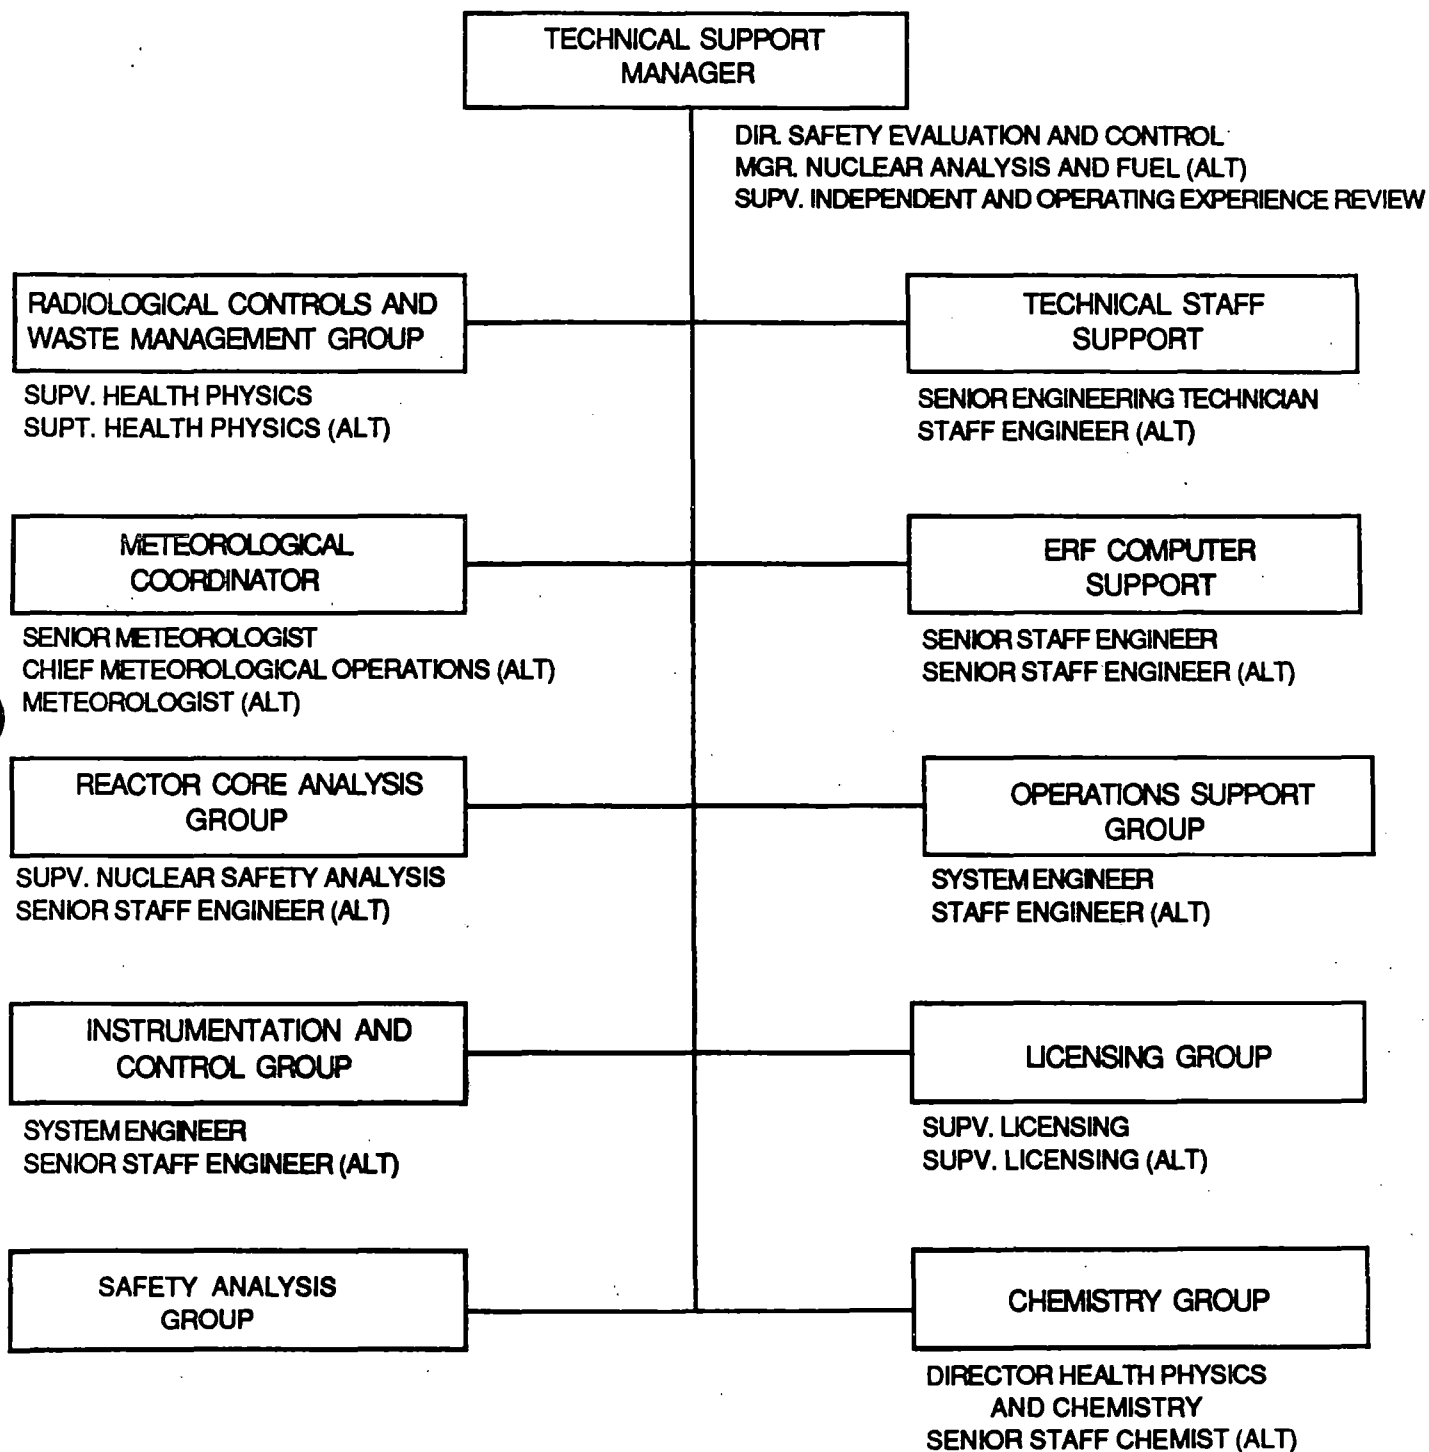 TECHNICAL SUPPORT
MANAGER
DIR. SAFETY EVALUATION AND CONTROL
MGR. NUCLEAR ANALYSIS AND FUEL (ALT)
SUPV. INDEPENDENT AND OPERATING EXPERIENCE REVIEW
RADIOLOGICAL CONTROLS AND
WASTE MANAGEMENT GROUP
SUPV. HEALTH PHYSICS
SUPT. HEALTH PHYSICS (ALT)
TECHNICAL STAFF
SUPPORT
SENIOR ENGINEERING TECHNICIAN
STAFF ENGINEER (ALT)
METEOROLOGICAL
COORDINATOR
SENIOR METEOROLOGIST
CHIEF METEOROLOGICAL OPERATIONS (ALT)
METEOROLOGIST (ALT)
ERF COMPUTER
SUPPORT
SENIOR STAFF ENGINEER
SENIOR STAFF ENGINEER (ALT)
REACTOR CORE ANALYSIS
GROUP
SUPV. NUCLEAR SAFETY ANALYSIS
SENIOR STAFF ENGINEER (ALT)
OPERATIONS SUPPORT
GROUP
SYSTEM ENGINEER
STAFF ENGINEER (ALT)
INSTRUMENTATION AND
CONTROL GROUP
SYSTEM ENGINEER
SENIOR STAFF ENGINEER (ALT)
LICENSING GROUP
SUPV. LICENSING
SUPV. LICENSING (ALT)
SAFETY ANALYSIS
GROUP
CHEMISTRY GROUP
DIRECTOR HEALTH PHYSICS
AND CHEMISTRY
SENIOR STAFF CHEMIST (ALT)